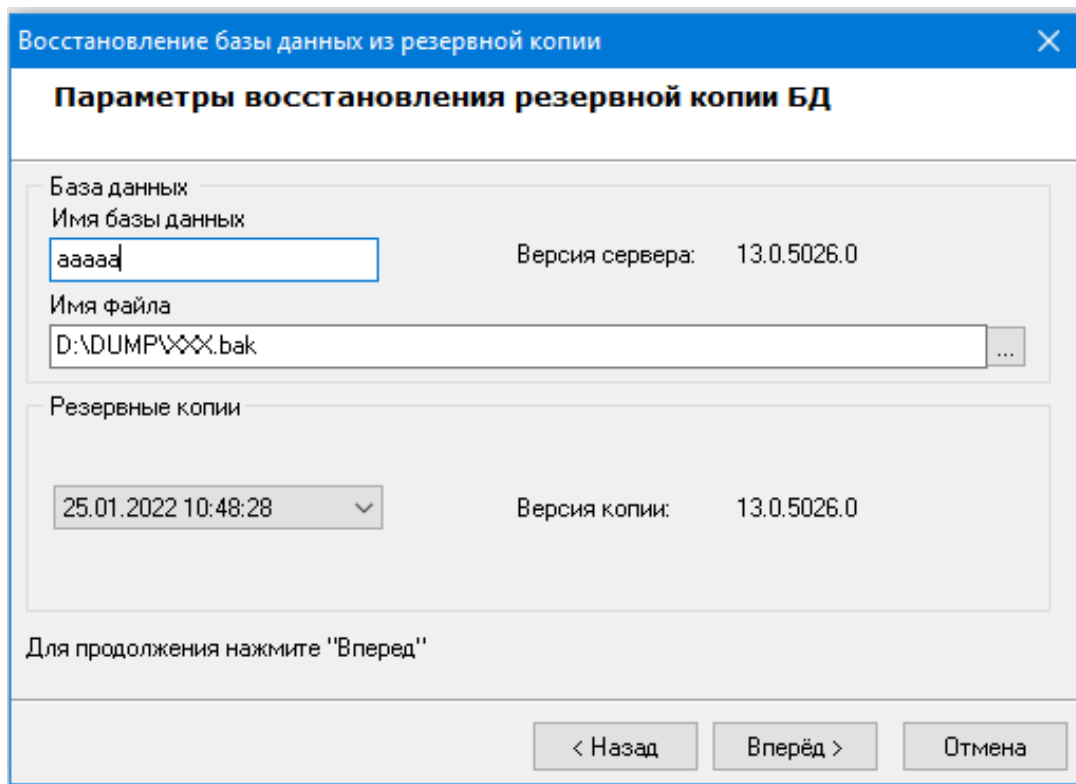 Восстановление базы данных из резервной копии
Параметры восстановления резервной копии БД
База данных
Имя базы данных
ааааа
Версия сервера: 13.0.5026.0
Имя файла
D:\DUMP\XXX.bak
...
Резервные копии
25.01.2022 10:48:28
Версия копии: 13.0.5026.0
Для продолжения нажмите "Вперед"
< Назад Вперёд > Отмена